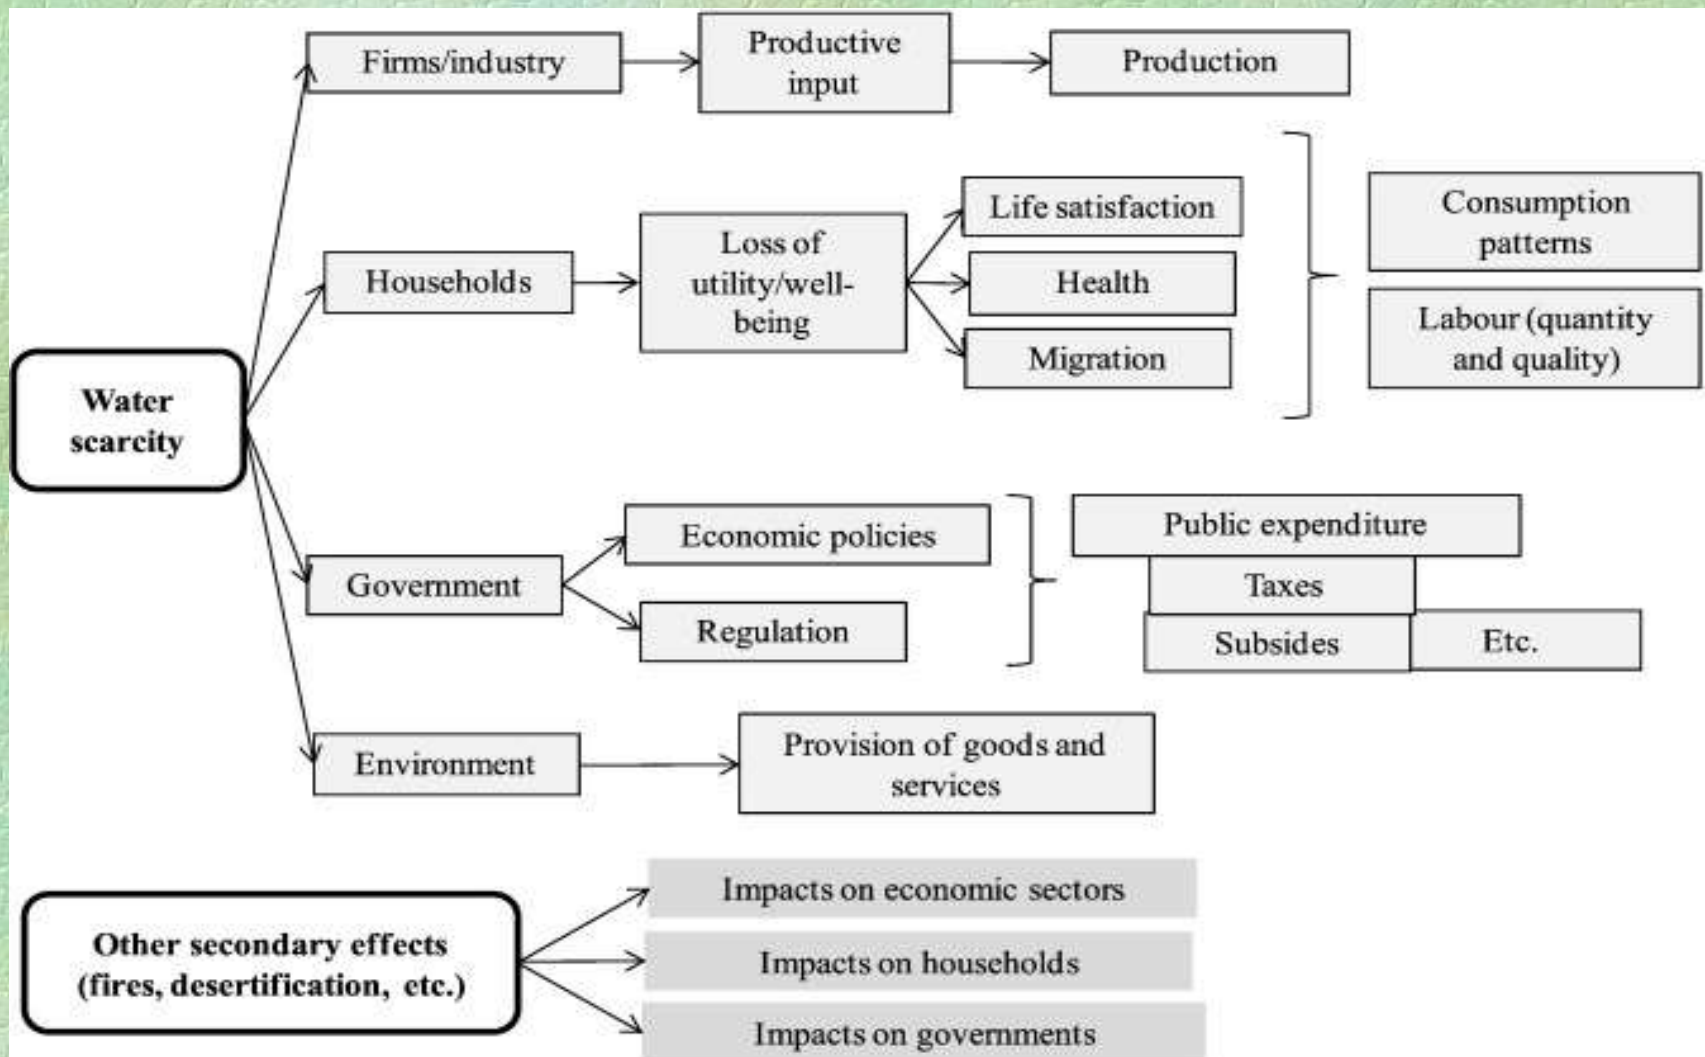 Firms/industry
Productive
input
Production
Life satisfaction
Consumption
patterns
Households
Loss of
utility/well-
being
Health
Migration
Labour (quantity
and quality)
Water
scarcity
Economic policies
Public expenditure
Government
Taxes
Regulation
Subsides
Etc.
Environment
Provision of goods and
services
Other secondary effects
(fires, desertification, etc.)
Impacts on economic sectors
Impacts on households
Impacts on governments